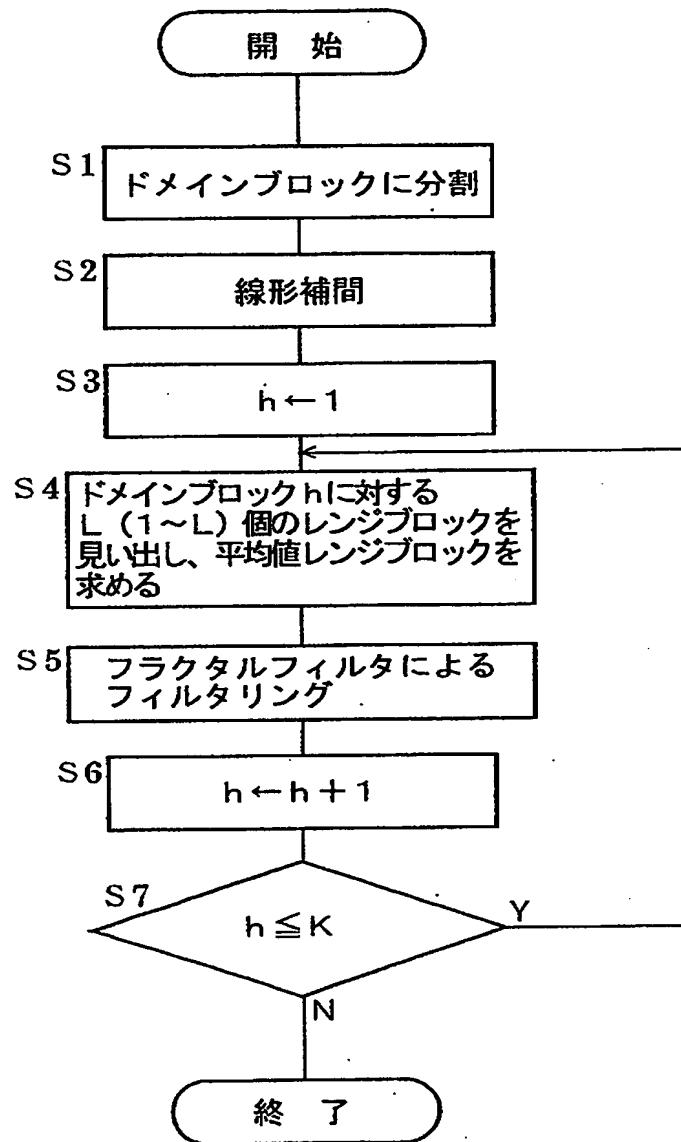 開 始
S1
ドメインブロックに分割
S2
線形補間
S3
h←1
S4
ドメインブロックhに対する
L(1~L)個のレンジブロックを
見い出し、平均値レンジブロックを
求める
S5
フラクタルフィルタによる
フィルタリング
S6
h←h+1
S7
h≦K
Y
N
終 了